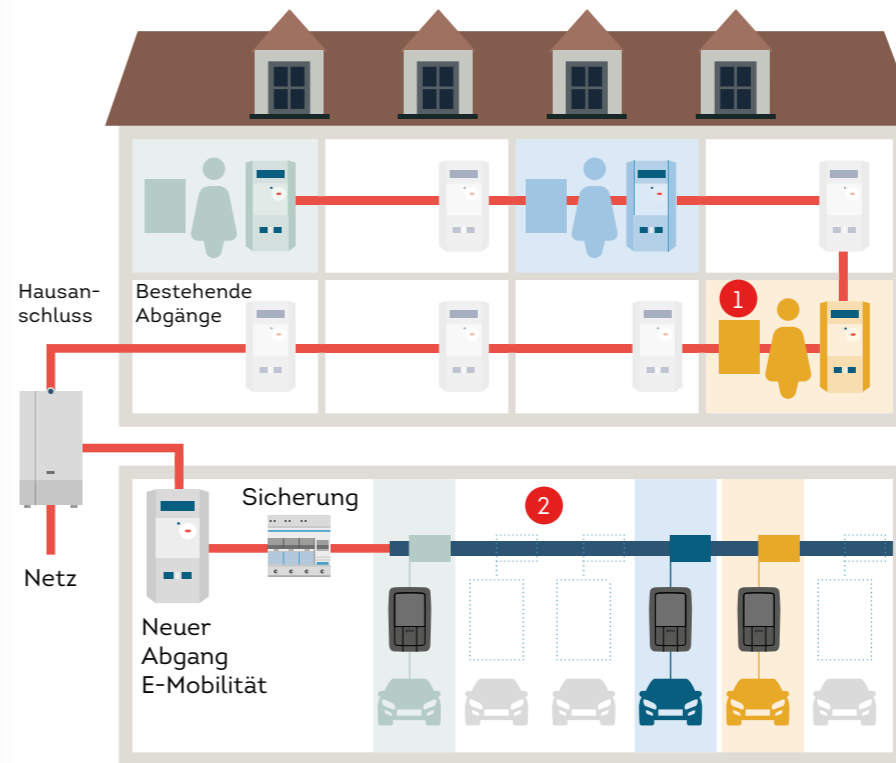 Hausan-
schluss
Bestehende
Abgänge
1
Sicherung
2
Netz
Neuer
Abgang
E-Mobilität